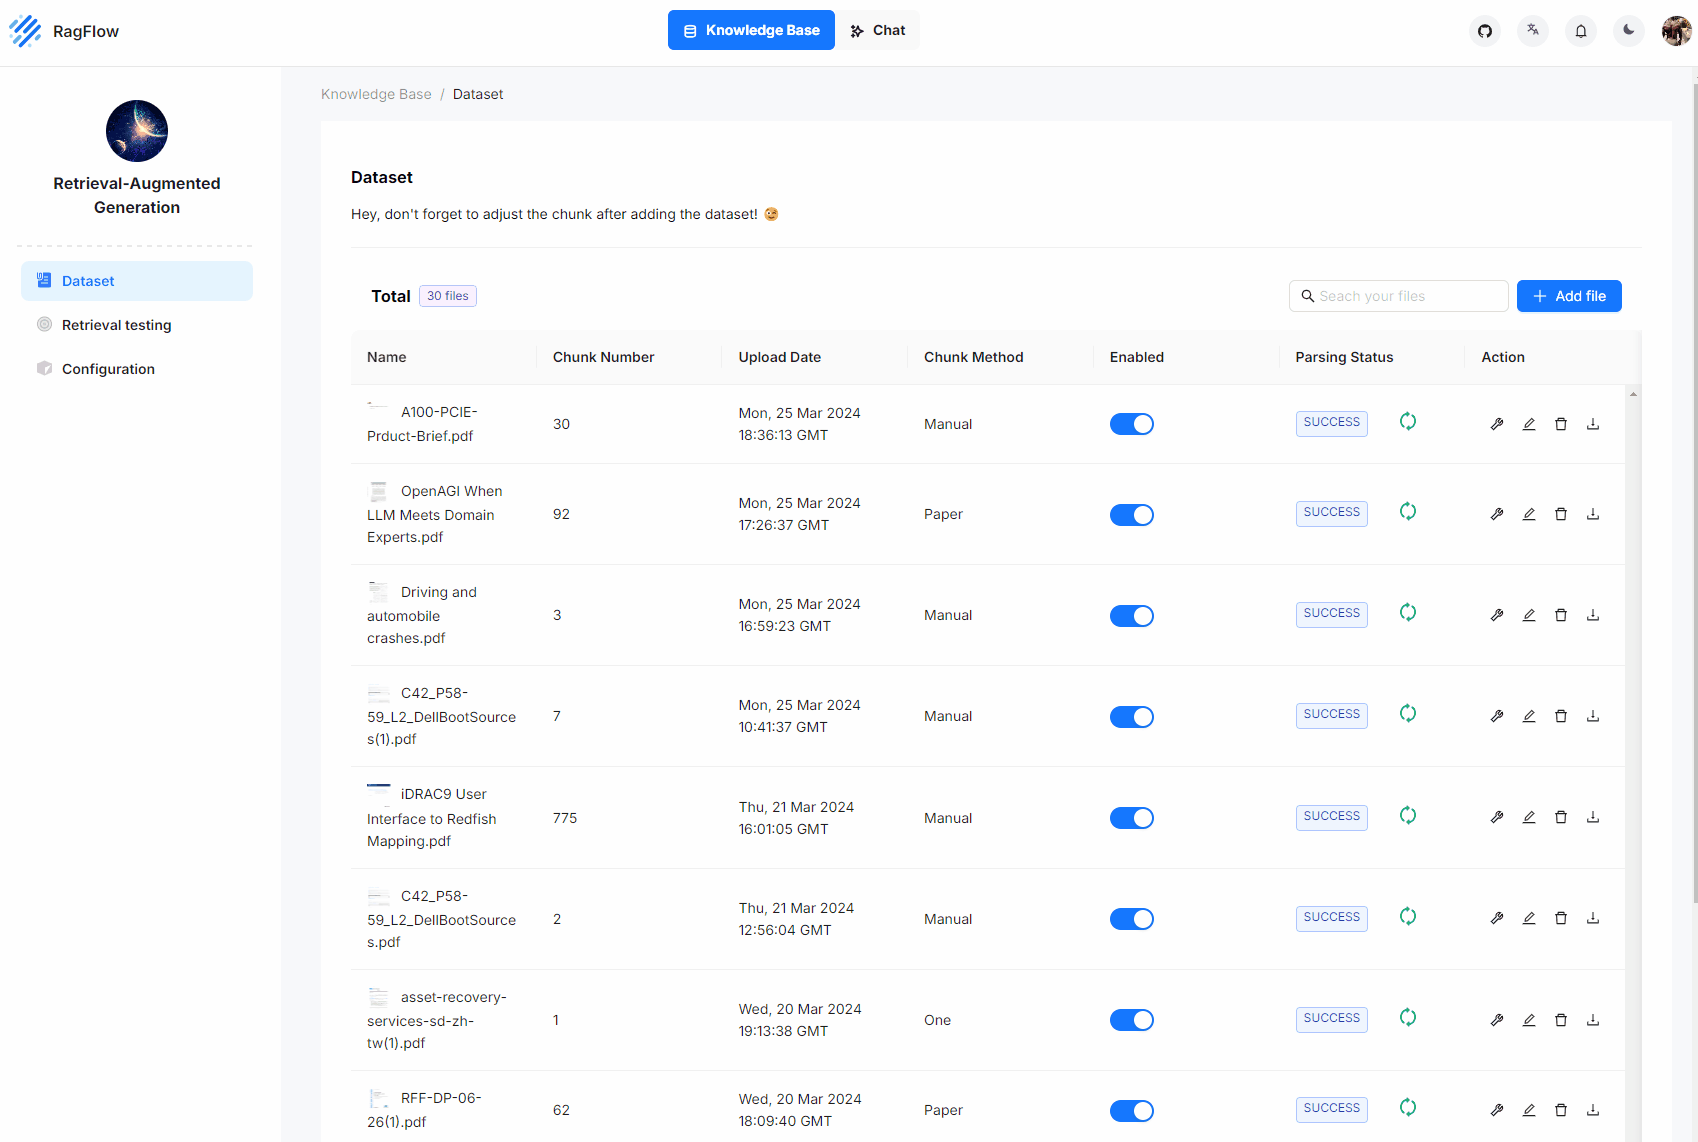 RagFlow
Knowledge Base
Chat
Knowledge Base / Dataset
Retrieval-Augmented
Generation
Dataset
Retrieval testing
Configuration
Dataset
Hey, don't forget to adjust the chunk after adding the dataset! 😉
Total 30 files
Seach your files
Add file
Name Chunk Number Upload Date Chunk Method Enabled Parsing Status Action
A100-PCIE-
Prduct-Brief.pdf
30
Mon, 25 Mar 2024
18:36:13 GMT
Manual
SUCCESS
OpenAGI When
LLM Meets Domain
Experts.pdf
92
Mon, 25 Mar 2024
17:26:37 GMT
Paper
SUCCESS
Driving and
automobile
crashes.pdf
3
Mon, 25 Mar 2024
16:59:23 GMT
Manual
SUCCESS
C42_P58-
59_L2_DellBootSource
s(1).pdf
7
Mon, 25 Mar 2024
10:41:37 GMT
Manual
SUCCESS
iDRAC9 User
Interface to Redfish
Mapping.pdf
775
Thu, 21 Mar 2024
16:01:05 GMT
Manual
SUCCESS
C42_P58-
59_L2_DellBootSource
s.pdf
2
Thu, 21 Mar 2024
12:56:04 GMT
Manual
SUCCESS
asset-recovery-
services-sd-zh-
tw(1).pdf
1
Wed, 20 Mar 2024
19:13:38 GMT
One
SUCCESS
RFF-DP-06-
26(1).pdf
62
Wed, 20 Mar 2024
18:09:40 GMT
Paper
SUCCESS